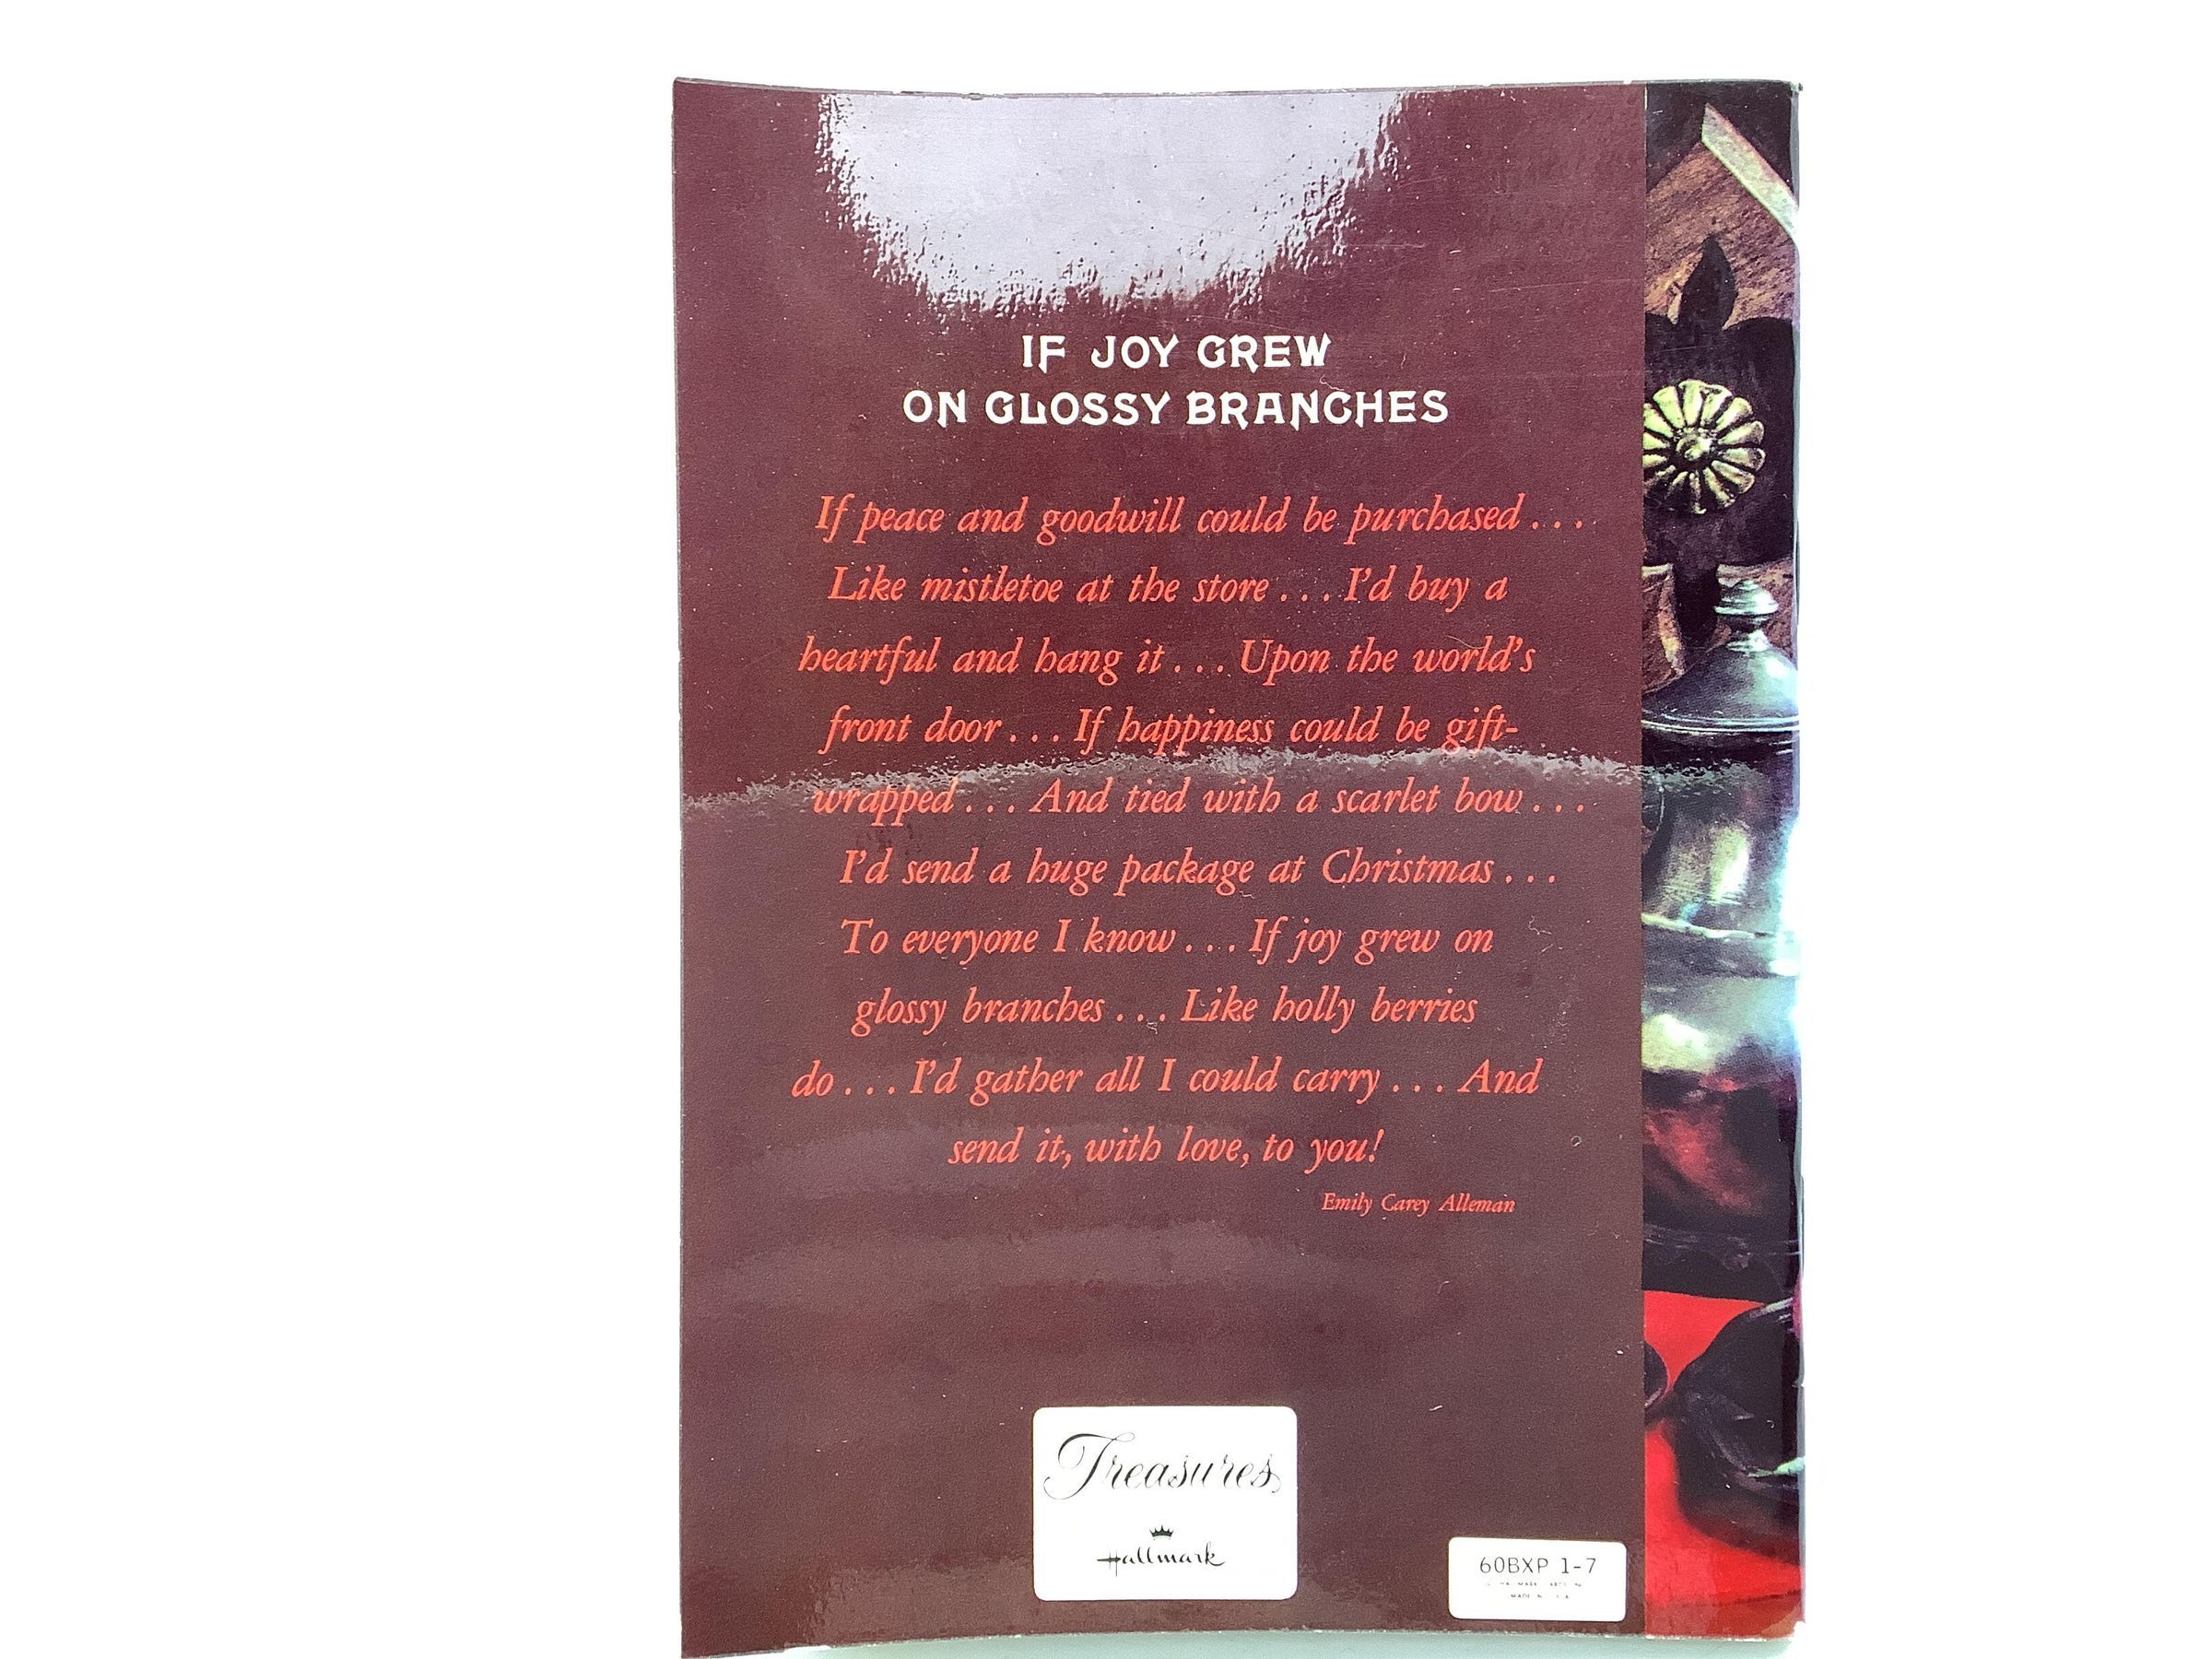 IF JOY GREW
ON GLOSSY BRANCHES
If peace and goodwill could be purchased . . .
Like mistletoe at the store . . . I'd buy a
heartful and hang it . . . Upon the world's
front door . . . If happiness could be gift-
wrapped . . . And tied with a scarlet bow . . .
I'd send a huge package at Christmas . . .
To everyone I know . . . If joy grew on
glossy branches . . . Like holly berries
do . . . I'd gather all I could carry . . . And
send it, with love, to you!
Emily Carey Alleman
Treasures
Hallmark
60BXP 1-7